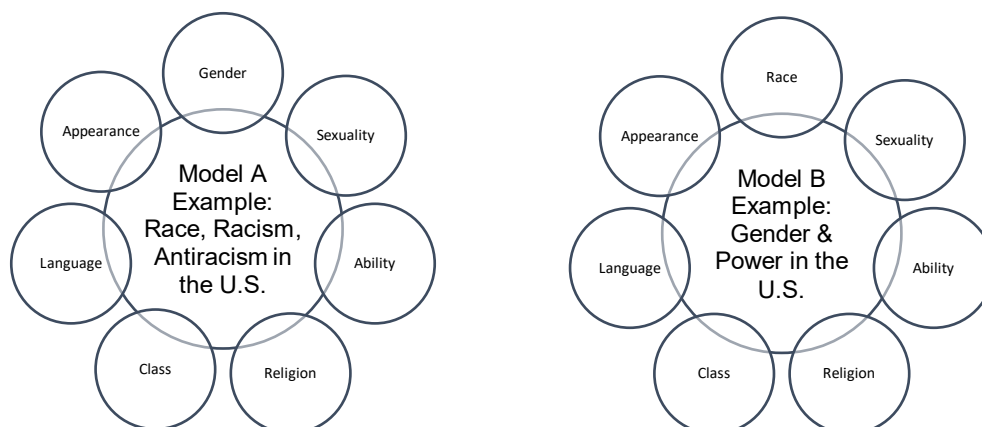 Gender
Appearance
Sexuality
Model A
Example:
Race, Racism,
Antiracism in
the U.S.
Language
Ability
Class
Religion
Race
Appearance
Sexuality
Model B
Example:
Gender &
Power in the
U.S.
Language
Ability
Class
Religion